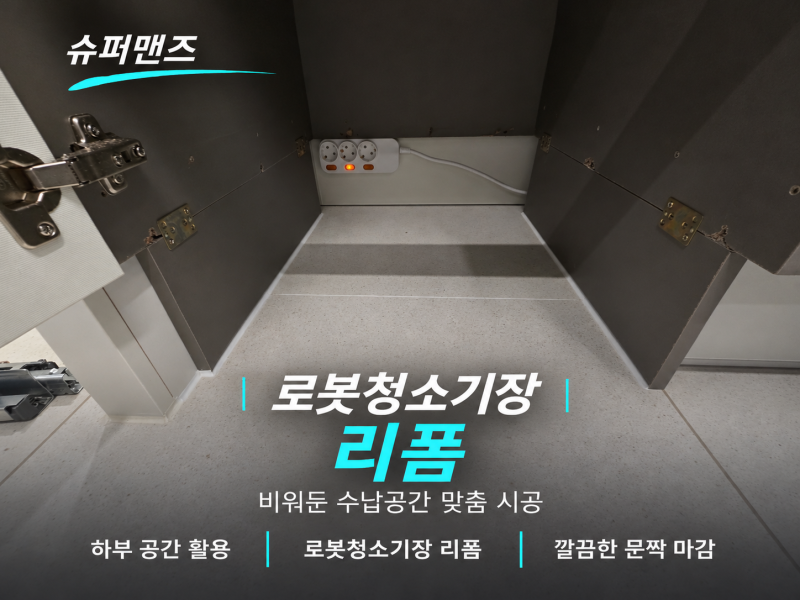 슈퍼맨즈
로봇청소기장
리폼
비워둔 수납공간 맞춤 시공
하부 공간 활용 | 로봇청소기장 리폼 | 깔끔한 문짝 마감